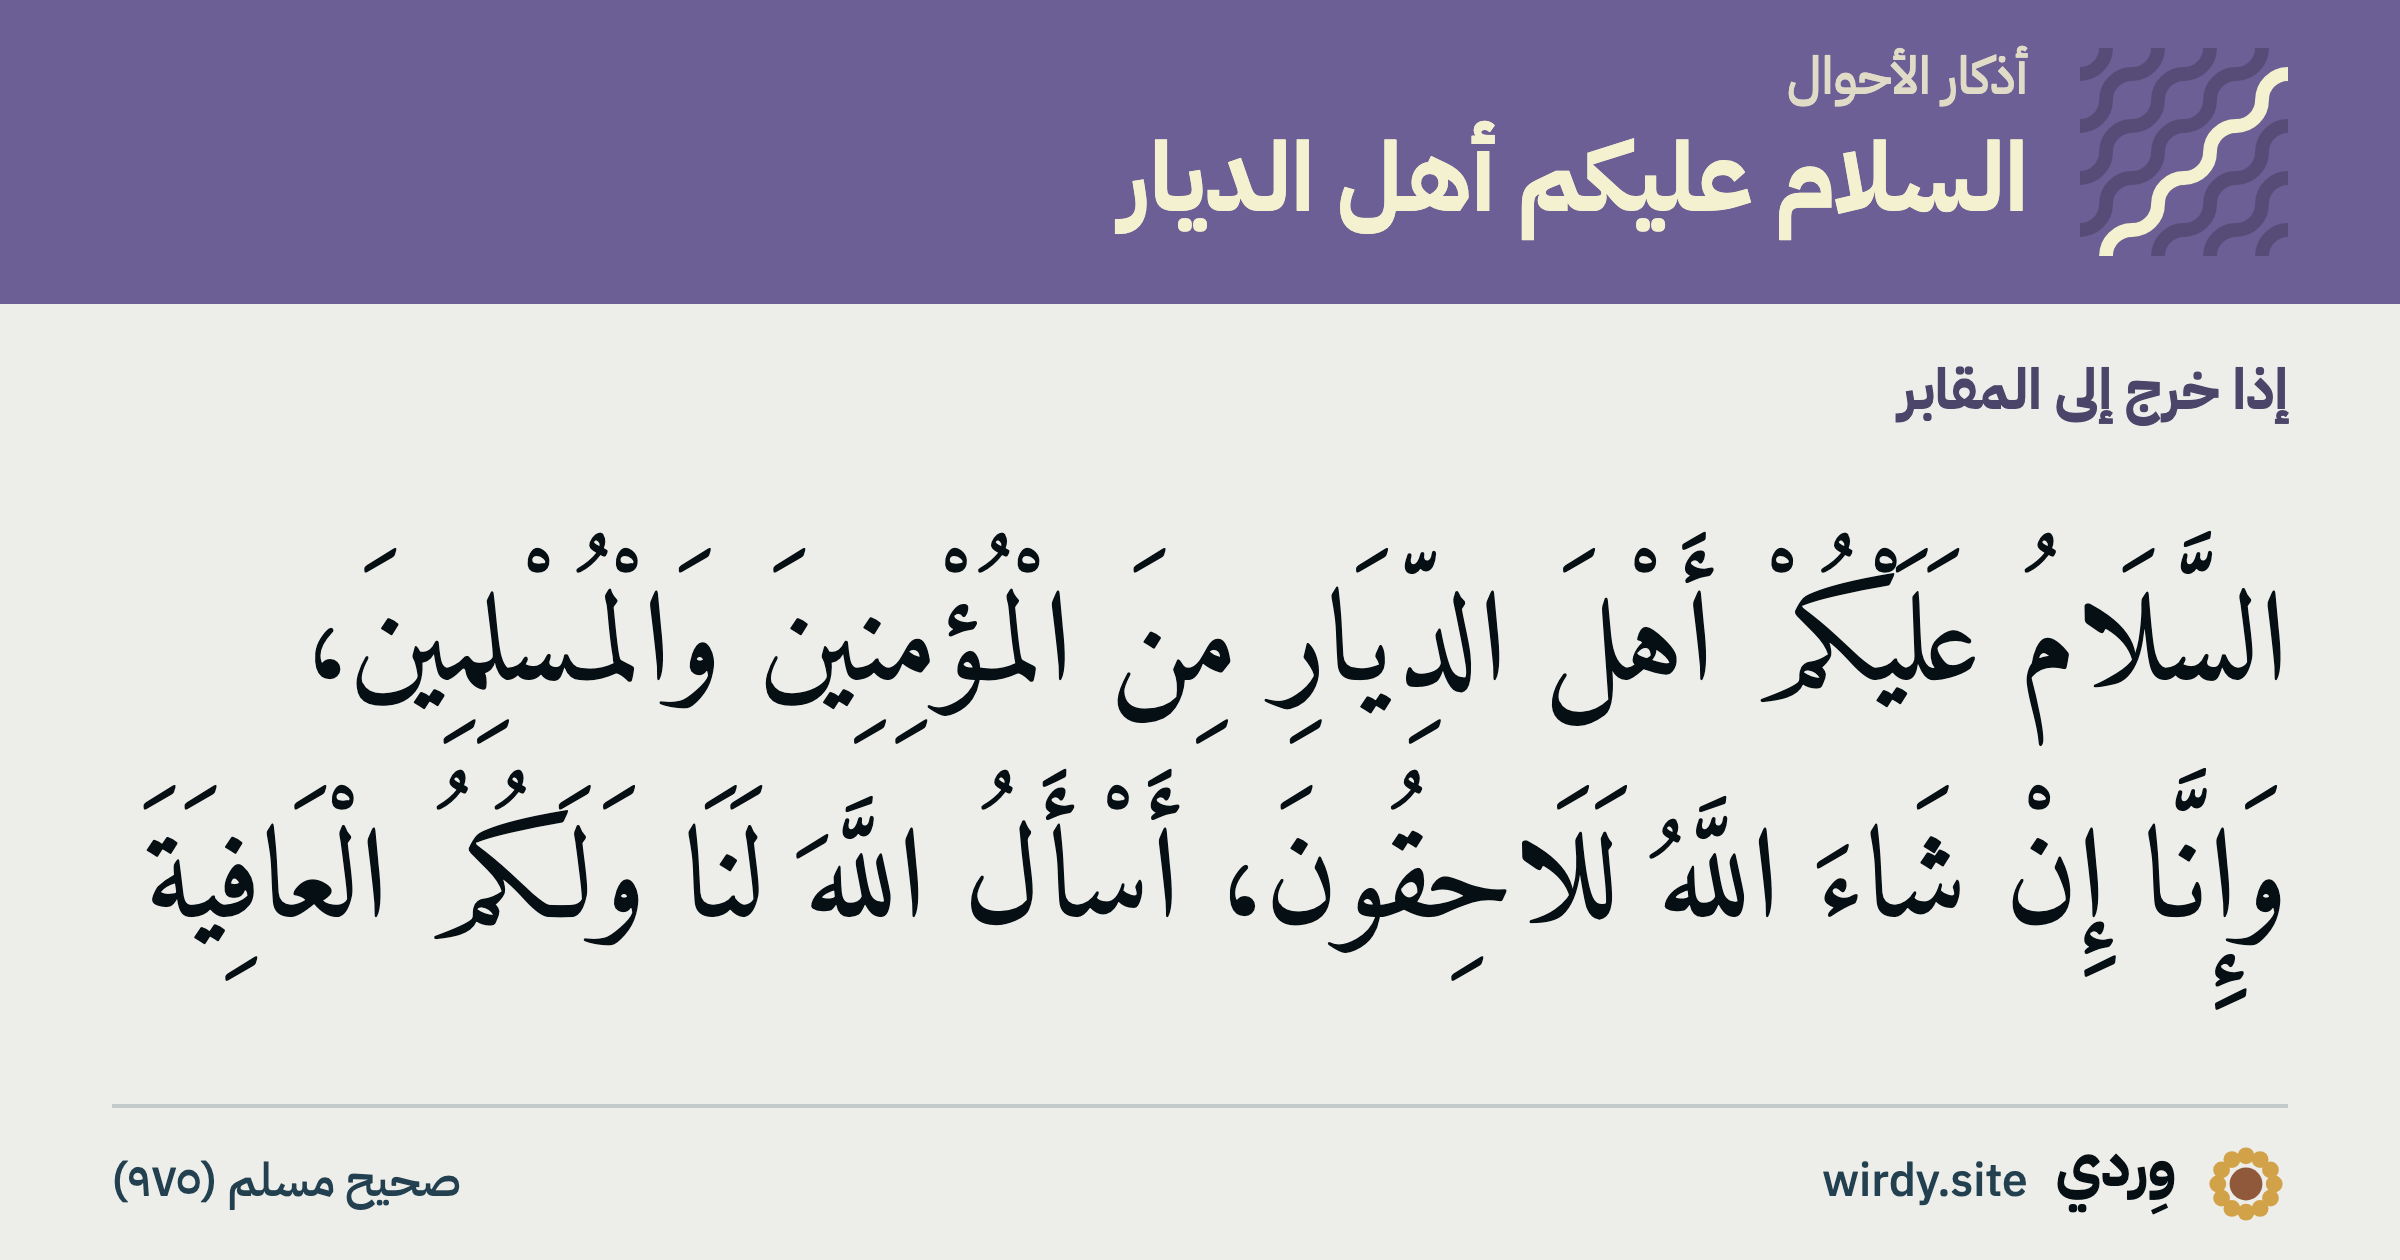 أذكار الأحوال
السلام عليكم أهل الديار
إذا خرج إلى المقابر
السَّلَامُ عَلَيْكُمْ أَهْلَ الدِّيَارِ مِنَ الْمُؤْمِنِينَ وَالْمُسْلِمِينَ،
وَإِنَّا إِنْ شَاءَ اللَّهُ لَلَاحِقُونَ، أَسْأَلُ اللَّهَ لَنَا وَلَكُمُ الْعَافِيَةَ
وِردي wirdy.site
صحيح مسلم (٩٧٥)